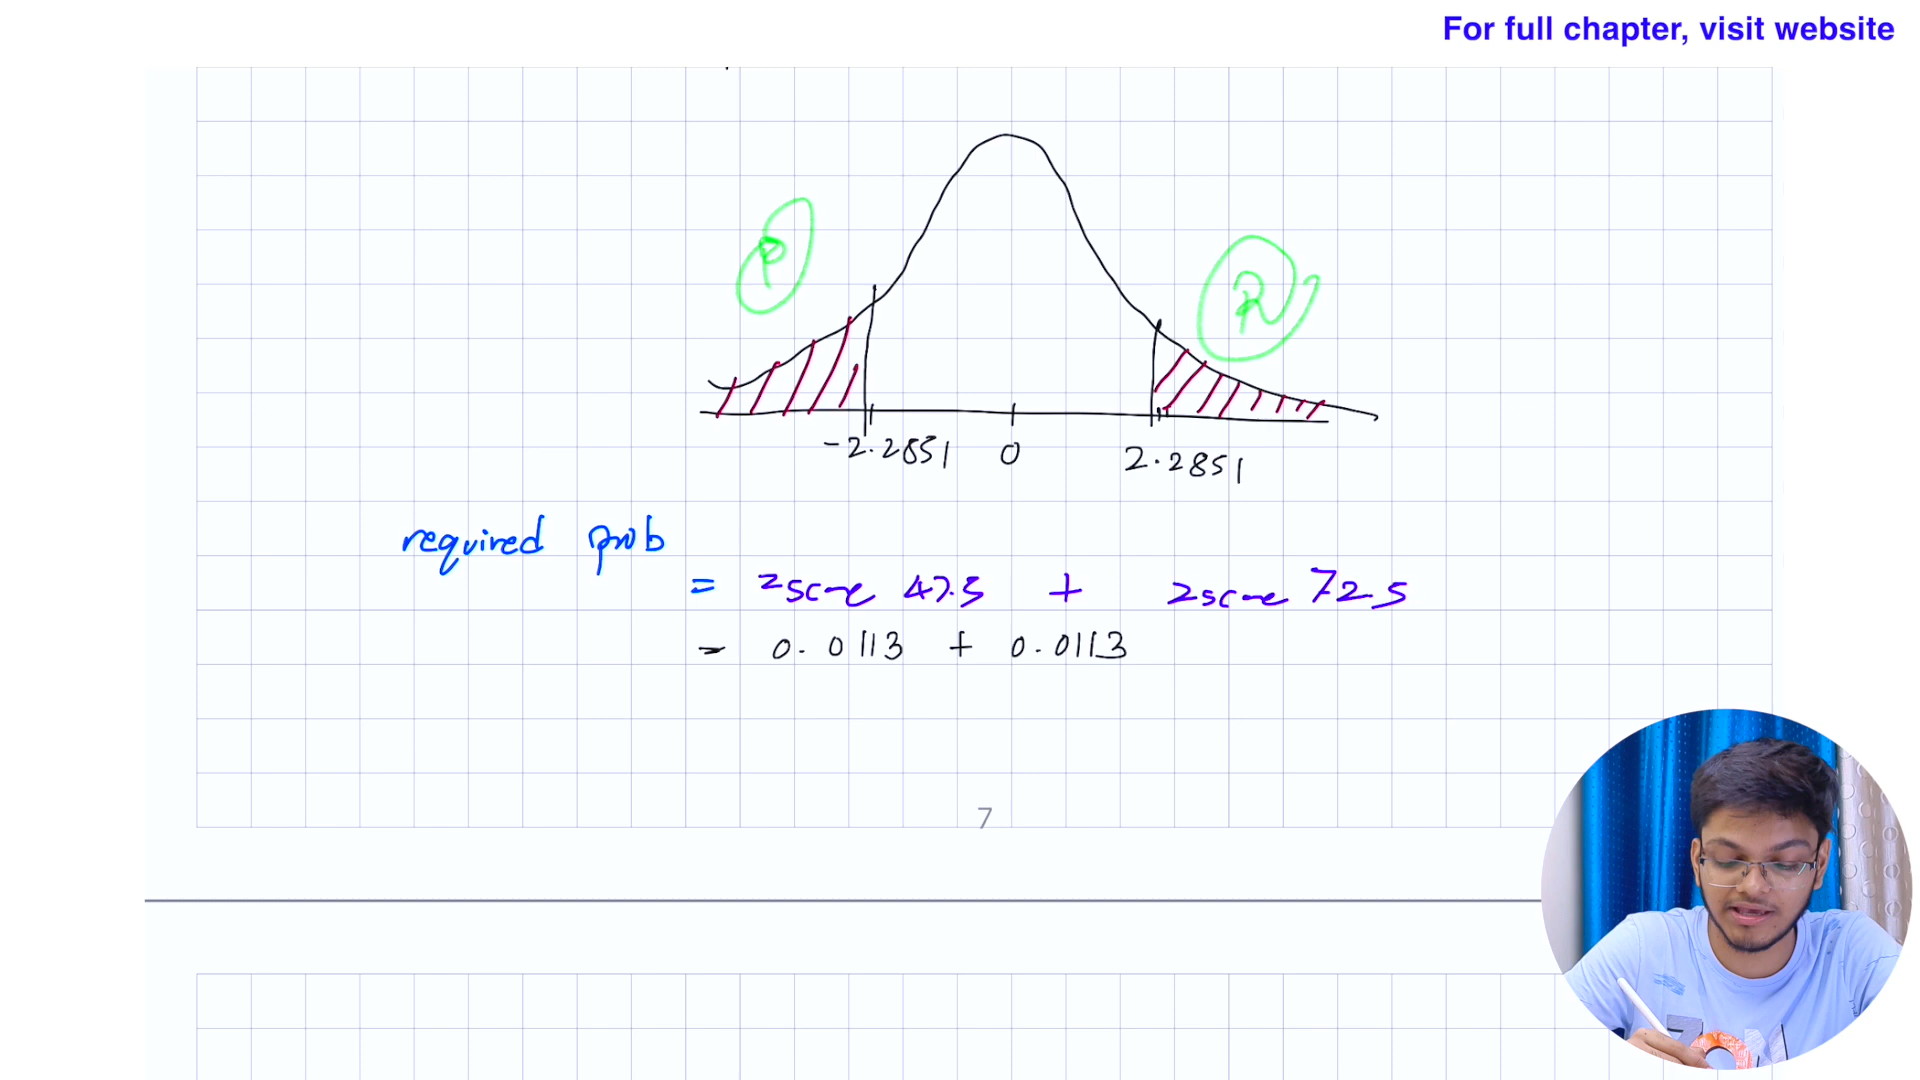 For full chapter, visit website
P R
-2.2851 0 2.2851
required prob
= zscore 47.5 + zscore 72.5
= 0.0113 + 0.0113
7